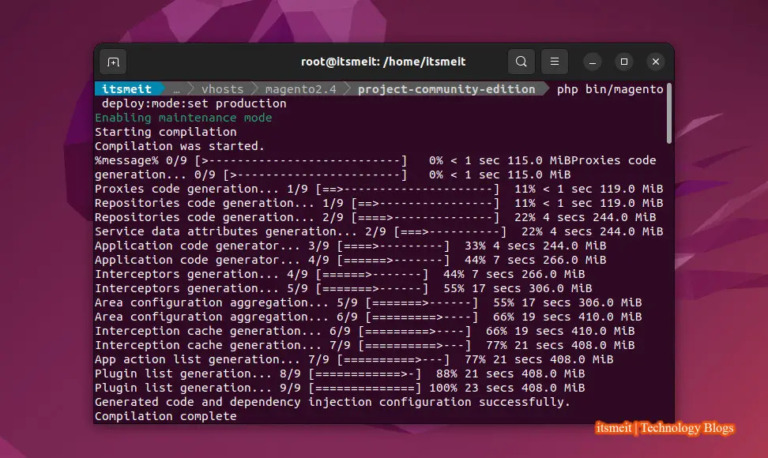 root@itsmeit: /home/itsmeit
itsmeit … vhosts magento2.4 project-community-edition php bin/magento
deploy:mode:set production
Enabling maintenance mode
Starting compilation
Compilation was started.
%message% 0/9 [>---------------------------]   0% < 1 sec 115.0 MiBProxies code
generation... 0/9 [>---------------------------]   0% < 1 sec 115.0 MiB
Proxies code generation... 1/9 [==>---------------------]  11% < 1 sec 119.0 MiB
Repositories code generation... 1/9 [==>----------------]  11% < 1 sec 119.0 MiB
Repositories code generation... 2/9 [====>--------------]  22% 4 secs 244.0 MiB
Service data attributes generation... 2/9 [===>----------]  22% 4 secs 244.0 MiB
Application code generator... 3/9 [====>---------]  33% 4 secs 244.0 MiB
Application code generator... 4/9 [======>-------]  44% 7 secs 266.0 MiB
Interceptors generation... 4/9 [======>-------]  44% 7 secs 266.0 MiB
Interceptors generation... 5/9 [=======>------]  55% 17 secs 306.0 MiB
Area configuration aggregation... 5/9 [=======>------]  55% 17 secs 306.0 MiB
Area configuration aggregation... 6/9 [=========>----]  66% 19 secs 410.0 MiB
Interception cache generation... 6/9 [=========>----]  66% 19 secs 410.0 MiB
Interception cache generation... 7/9 [==========>---]  77% 21 secs 408.0 MiB
App action list generation... 7/9 [==========>---]  77% 21 secs 408.0 MiB
Plugin list generation... 8/9 [============>-]  88% 21 secs 408.0 MiB
Plugin list generation... 9/9 [==============] 100% 23 secs 408.0 MiB
Generated code and dependency injection configuration successfully.
Compilation complete
itsmeit | Technology Blogs